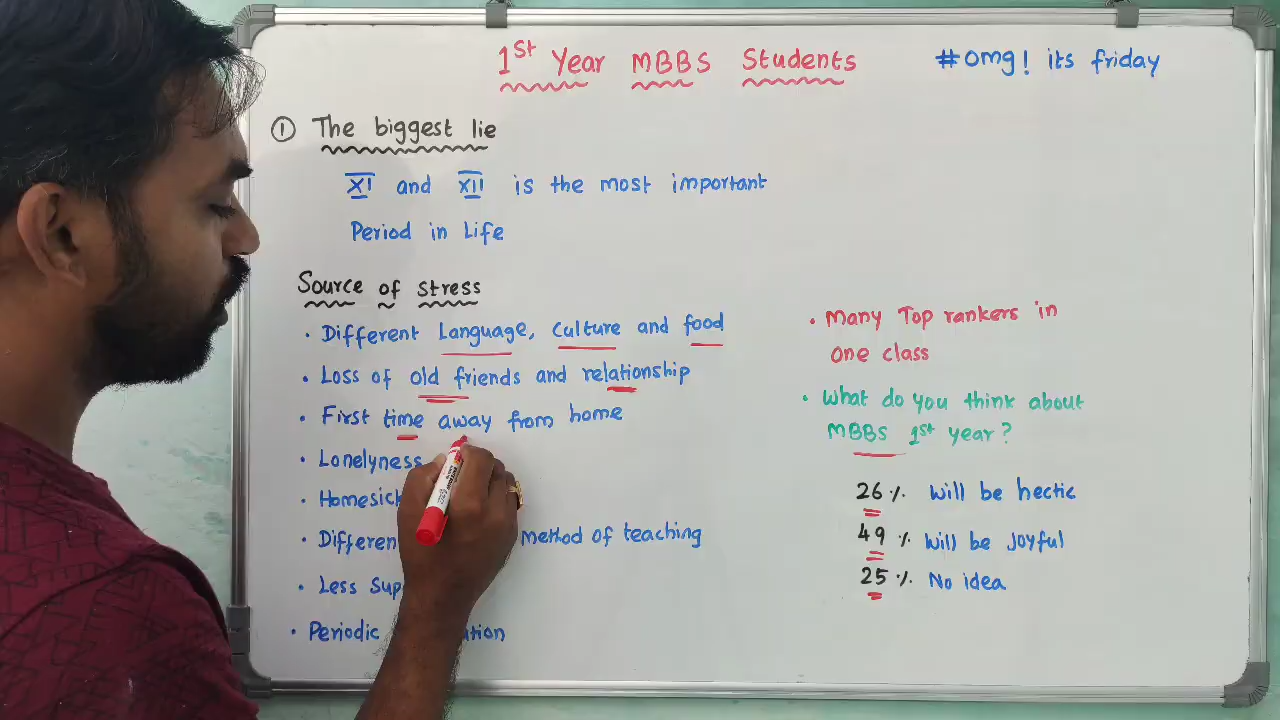 1st Year MBBS Students
#omg! its friday
① The biggest lie
XI and XII is the most important
Period in Life
Source of stress
• Different Language, Culture and food
• Loss of old friends and relationship
• First time away from home
• Lonelyness
• Homesick
• Different method of teaching
• Less
• Periodic
• Many Top rankers in
one class
• What do you think about
MBBS 1st year?
26 % Will be hectic
49 % Will be Joyful
25 % No idea